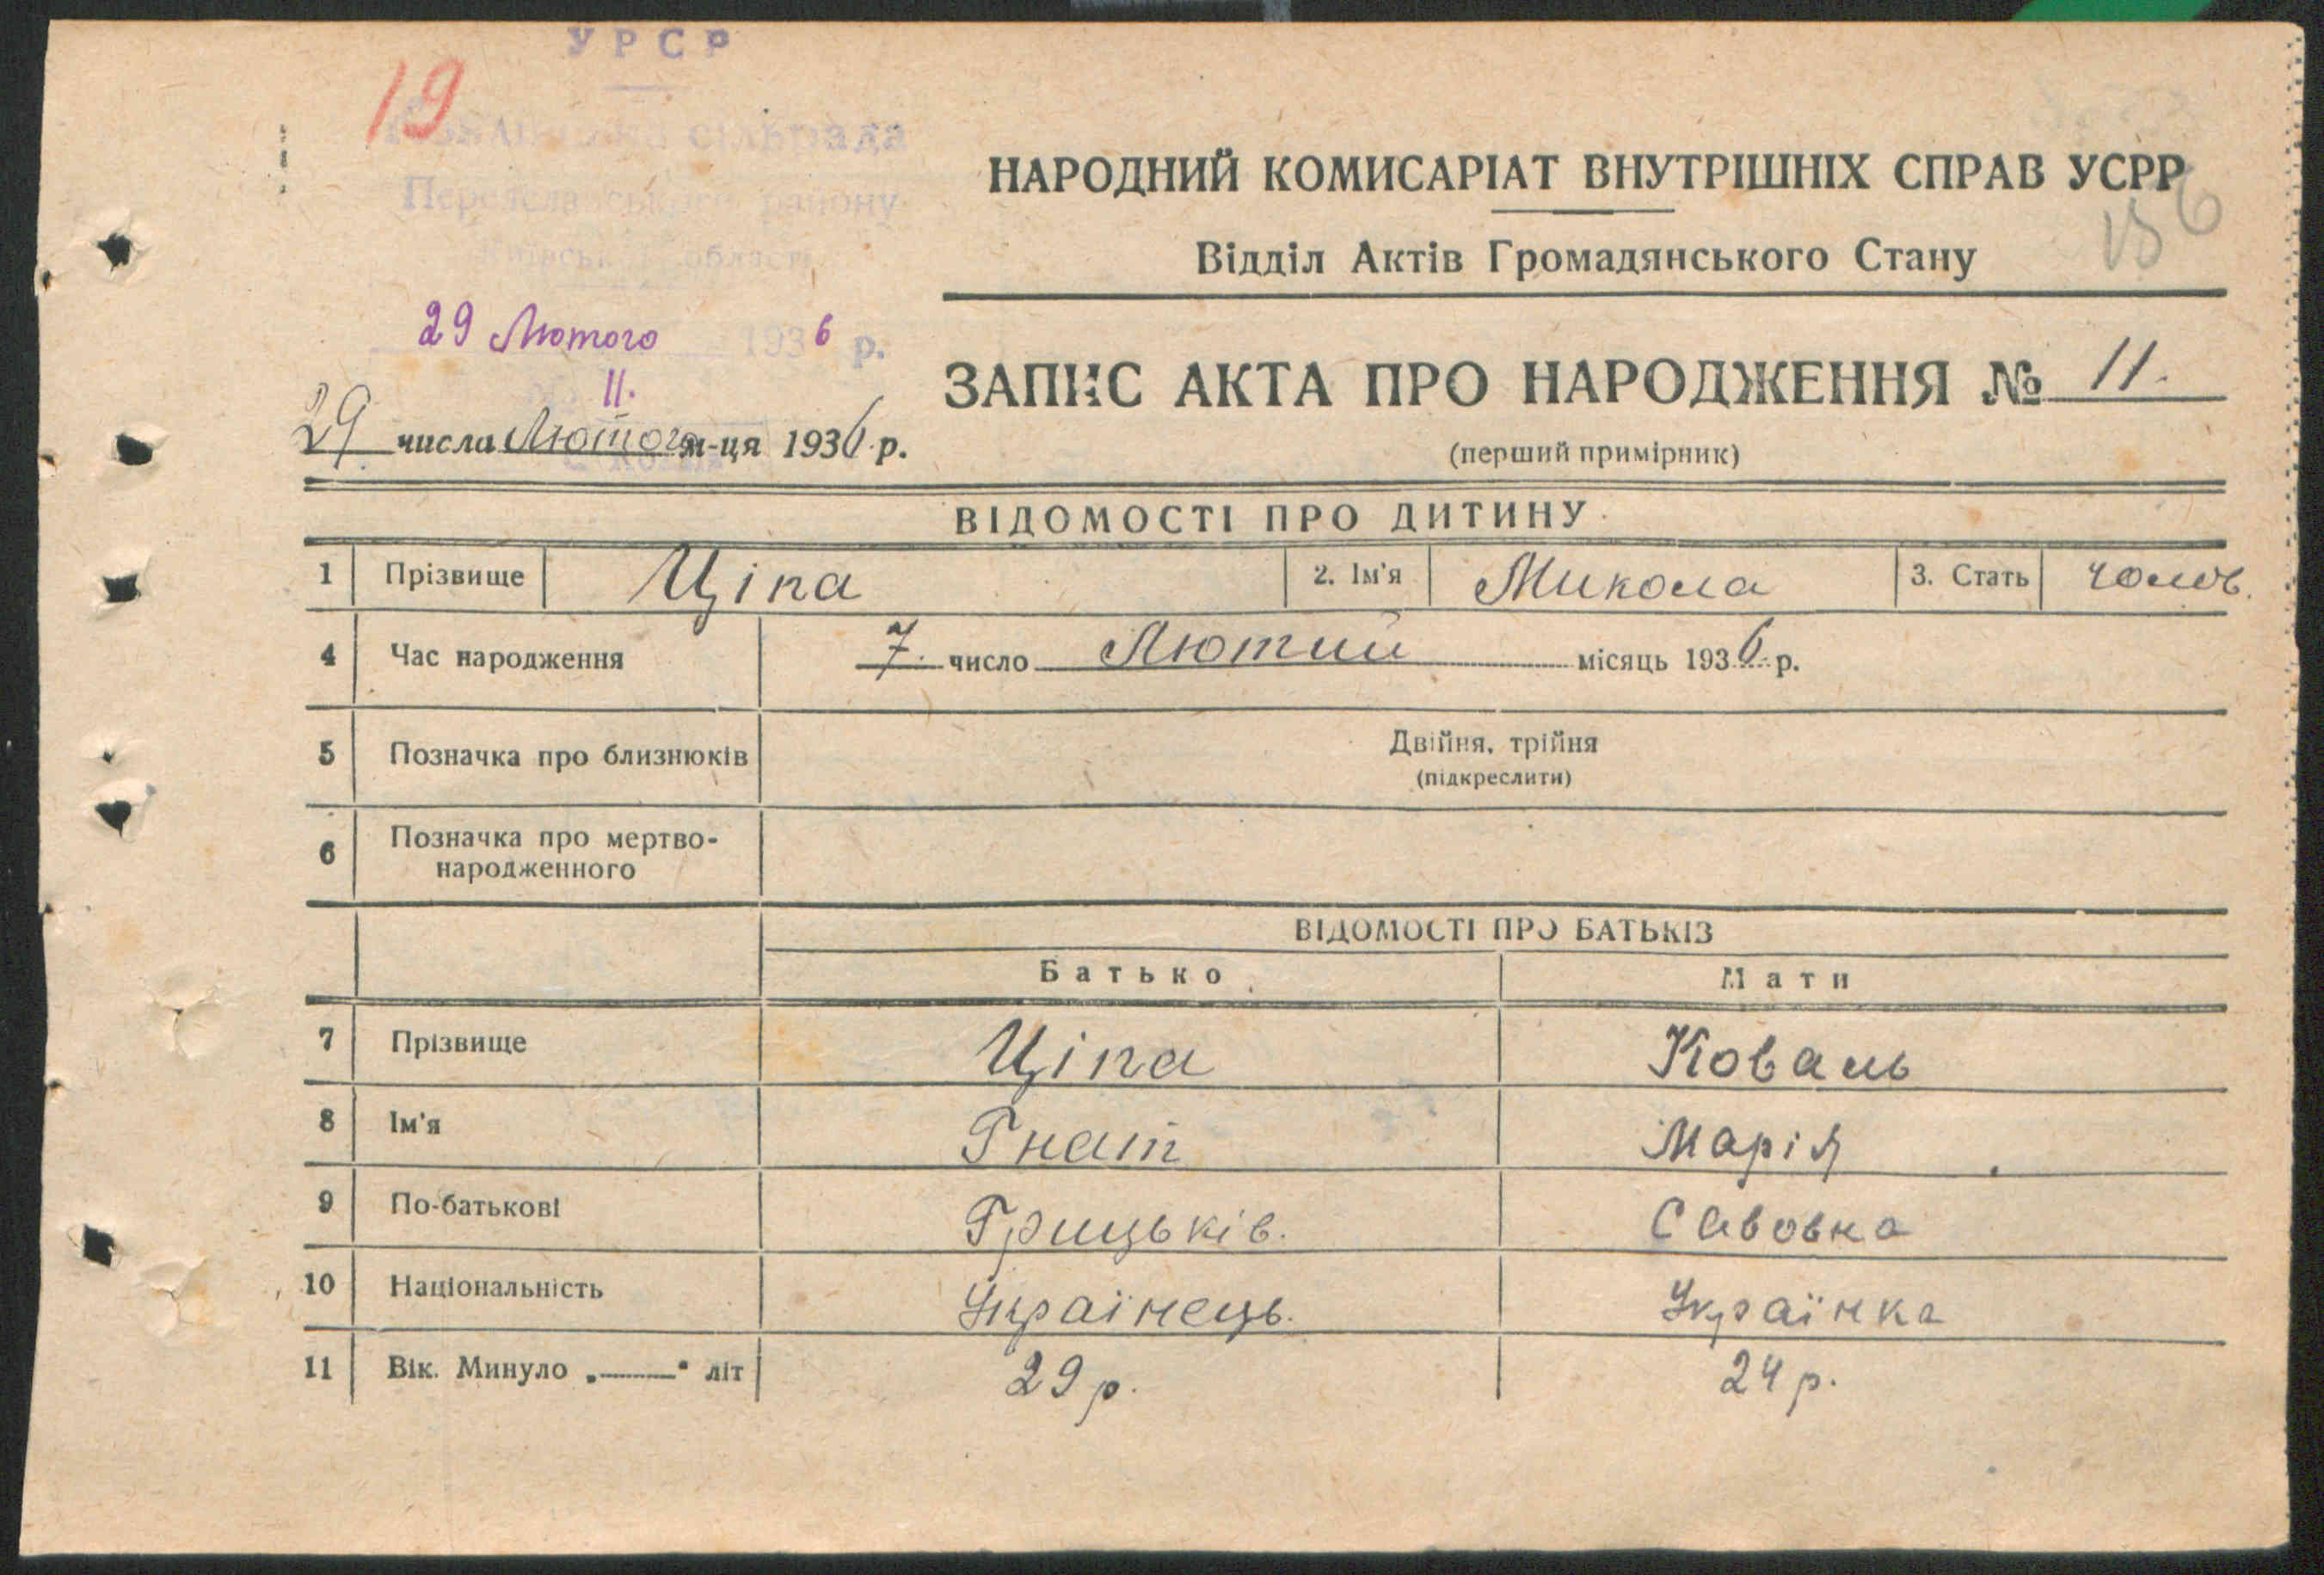 УРСР
19
сільрада
Переяславського району
Київської області
29 Лютого 1936 р.
11.
29 числа Лютого м-ця 1936 р.
НАРОДНИЙ КОМИСАРІАТ ВНУТРІШНІХ СПРАВ УСРР
Відділ Актів Громадянського Стану
ЗАПИС АКТА ПРО НАРОДЖЕННЯ № 11.
(перший примірник)
ВІДОМОСТІ ПРО ДИТИНУ
1 Прізвище Ціпа 2. Ім'я Микола 3. Стать чолов.
4 Час народження 7. число Лютий місяць 1936 р.
5 Позначка про близнюків Двійня, трійня
(підкреслити)
6 Позначка про мертво-
народженного
ВІДОМОСТІ ПРО БАТЬКІВ
Батько Мати
7 Прізвище Ціпа Коваль
8 Ім'я Гнат Марія
9 По-батькові Грицьків. Савовна
10 Національність Українець. Українка
11 Вік. Минуло „——" літ 29 р. 24 р.